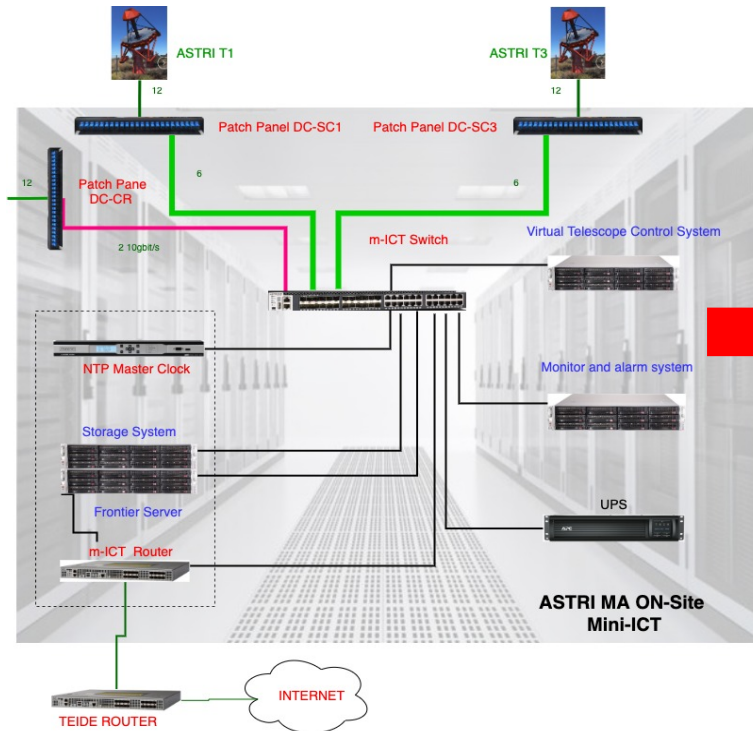 ASTRI T1
ASTRI T3
12
12
Patch Panel DC-SC1
Patch Panel DC-SC3
12
Patch Pane
DC-CR
6
6
2 10gbit/s
m-ICT Switch
Virtual Telescope Control System
NTP Master Clock
Monitor and alarm system
Storage System
Frontier Server
UPS
APC
m-ICT Router
ASTRI MA ON-Site
Mini-ICT
INTERNET
TEIDE ROUTER